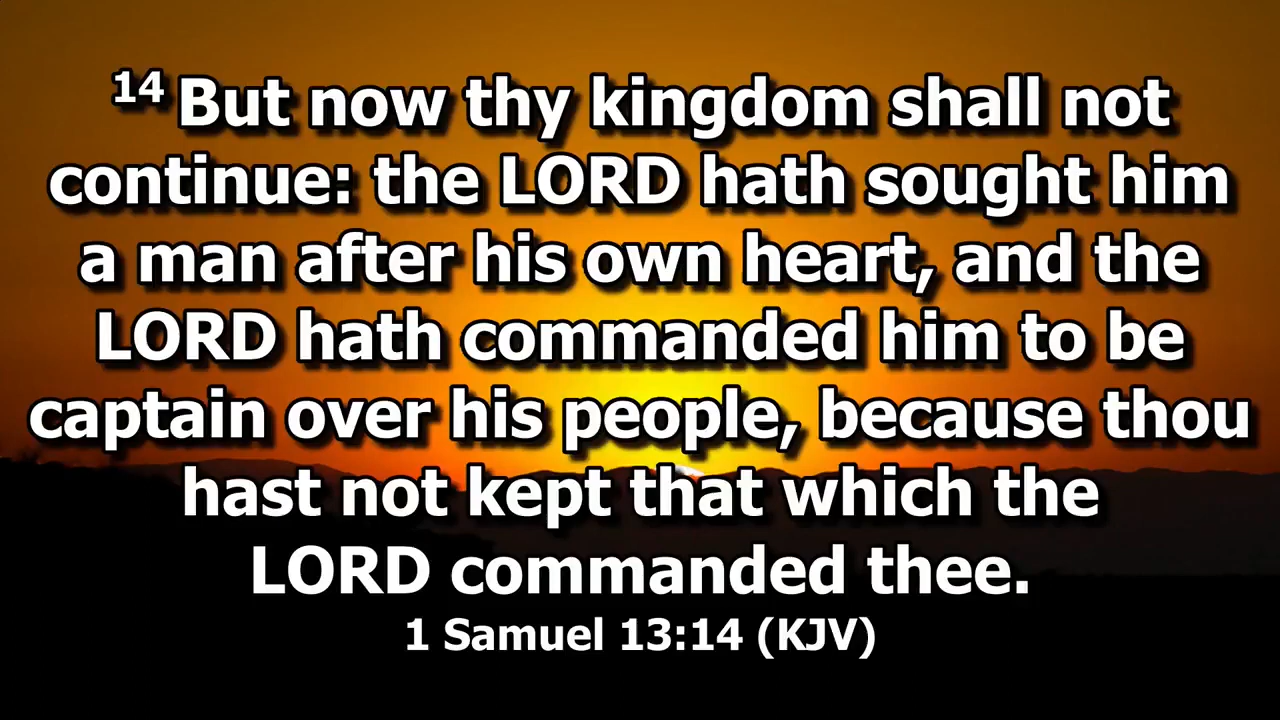 14 But now thy kingdom shall not
continue: the LORD hath sought him
a man after his own heart, and the
LORD hath commanded him to be
captain over his people, because thou
hast not kept that which the
LORD commanded thee.
1 Samuel 13:14 (KJV)